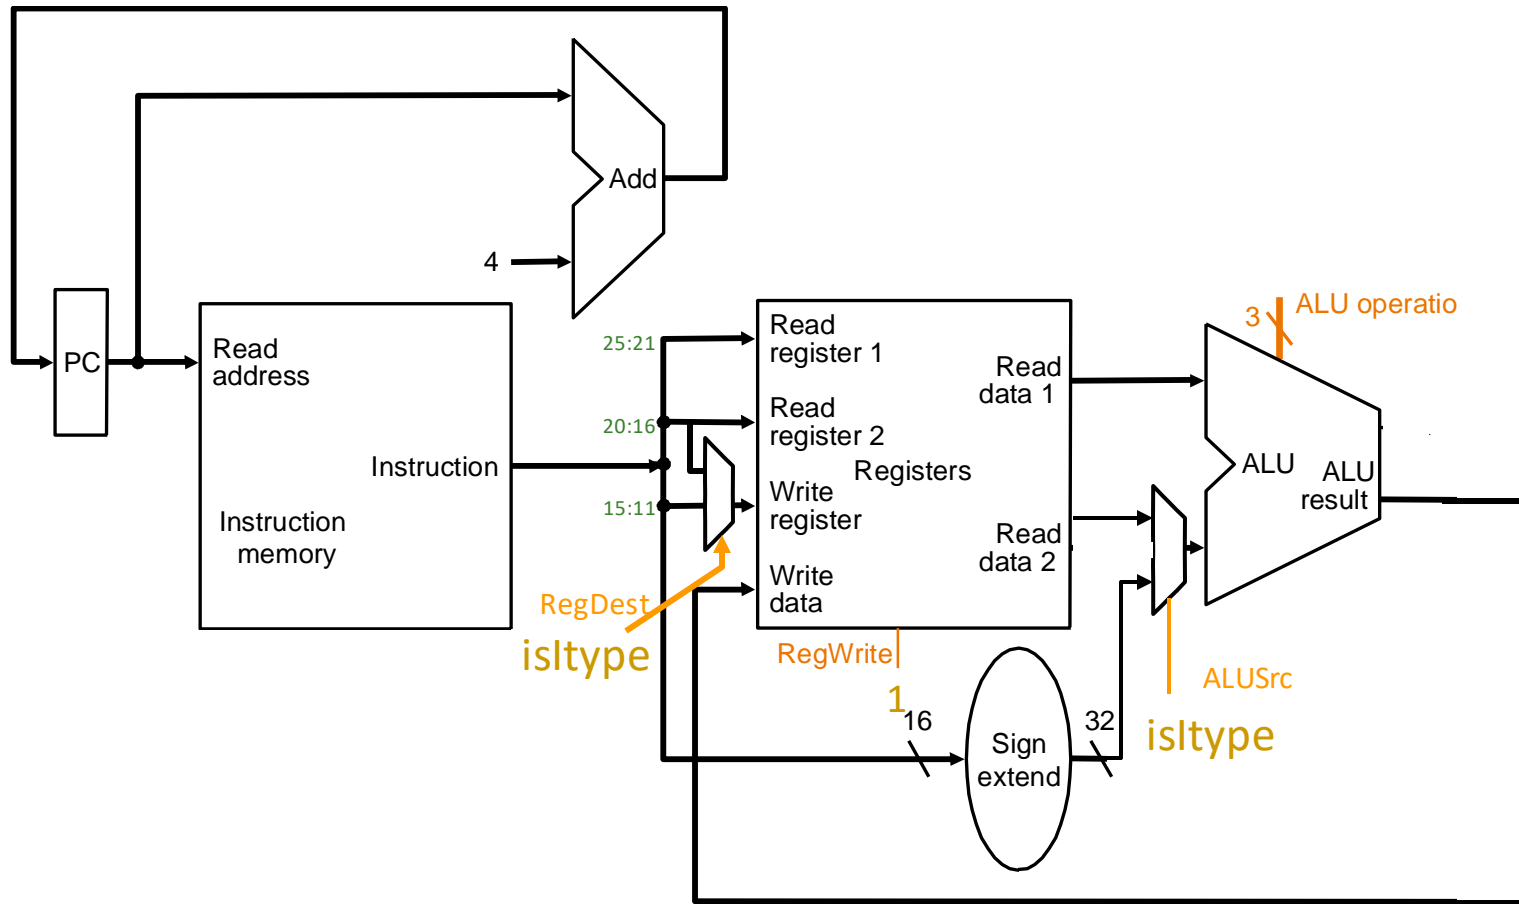 Add
4
PC
Read
address
Instruction
Instruction
memory
25:21
20:16
15:11
Read
register 1
Read
register 2
Write
register
Write
data
Registers
Read
data 1
Read
data 2
RegDest
isItype
RegWrite
1
16
Sign
extend
32
ALUSrc
isItype
3
ALU operatio
ALU
ALU
result